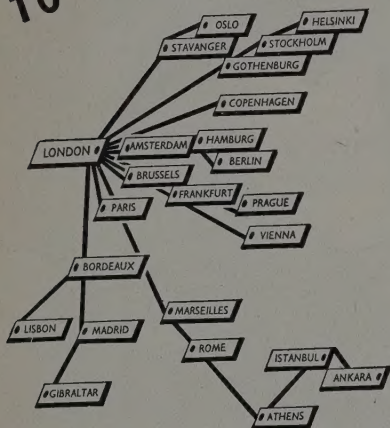 10
OSLO
HELSINKI
STAVANGER
STOCKHOLM
GOTHENBURG
COPENHAGEN
LONDON
AMSTERDAM
HAMBURG
BERLIN
BRUSSELS
FRANKFURT
PRAGUE
PARIS
VIENNA
BORDEAUX
MARSEILLES
LISBON
MADRID
ROME
ISTANBUL
ANKARA
GIBRALTAR
ATHENS